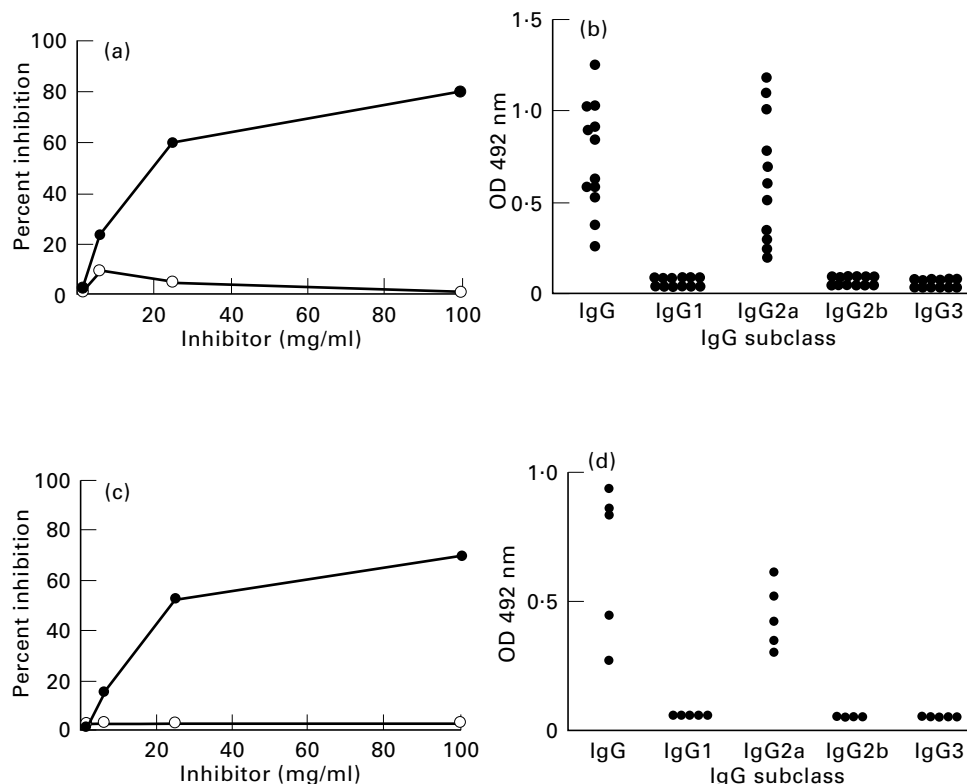 (a)
Percent inhibition
100
80
60
40
20
0
20 40 60 80 100
Inhibitor (mg/ml)
(b)
OD 492 nm
1·5
1·0
0·5
0
IgG IgG1 IgG2a IgG2b IgG3
IgG subclass
(c)
Percent inhibition
100
80
60
40
20
0
20 40 60 80 100
Inhibitor (mg/ml)
(d)
OD 492 nm
1·0
0·5
0
IgG IgG1 IgG2a IgG2b IgG3
IgG subclass